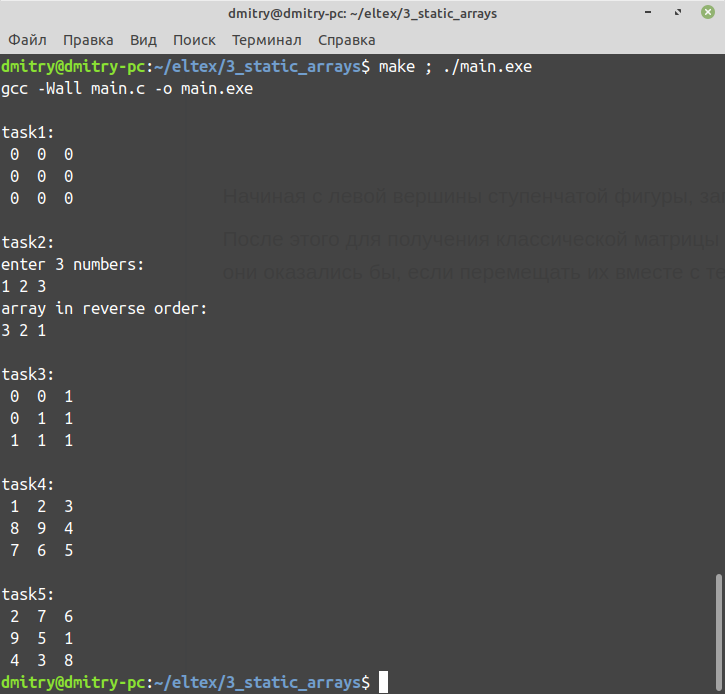 dmitry@dmitry-pc: ~/eltex/3_static_arrays
Файл Правка Вид Поиск Терминал Справка
dmitry@dmitry-pc:~/eltex/3_static_arrays$ make ; ./main.exe
gcc -Wall main.c -o main.exe
task1:
0 0 0
0 0 0
Начиная с левой вершины ступенчатой фигуры, за
0 0 0
task2:
После этого для получения классической матрицы
enter 3 numbers:
они оказались бы, если перемещать их вместе с те
1 2 3
array in reverse order:
3 2 1
task3:
0 0 1
0 1 1
1 1 1
task4:
1 2 3
8 9 4
7 6 5
task5:
2 7 6
9 5 1
4 3 8
dmitry@dmitry-pc:~/eltex/3_static_arrays$